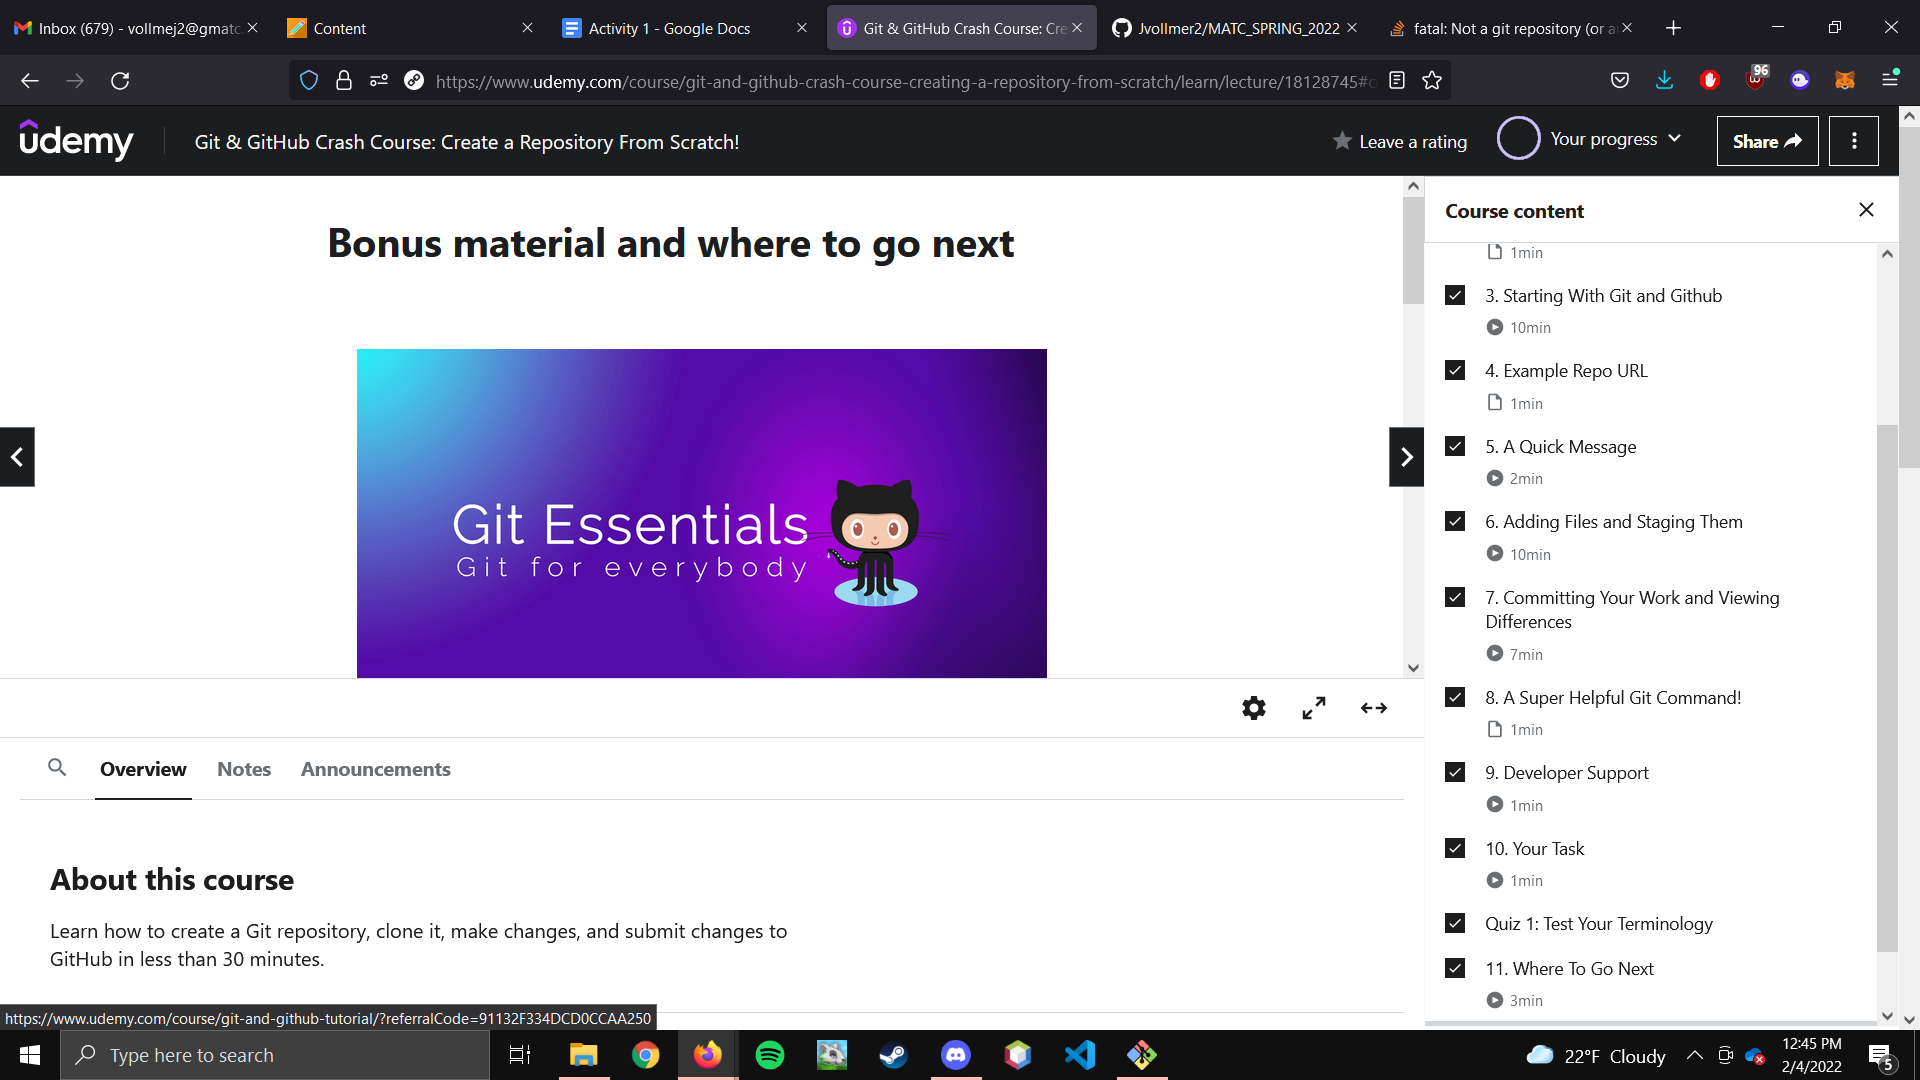 Inbox (679) - vollmej2@gmatc
Content
Activity 1 - Google Docs
Git & GitHub Crash Course: Cre
Jvollmer2/MATC_SPRING_2022
fatal: Not a git repository (or a
https://www.udemy.com/course/git-and-github-crash-course-creating-a-repository-from-scratch/learn/lecture/18128745#o
96
udemy
Git & GitHub Crash Course: Create a Repository From Scratch!
Leave a rating
Your progress
Share
Bonus material and where to go next
Git Essentials
Git for everybody
Course content
1min
3. Starting With Git and Github
10min
4. Example Repo URL
1min
5. A Quick Message
2min
6. Adding Files and Staging Them
10min
7. Committing Your Work and Viewing
Differences
7min
8. A Super Helpful Git Command!
1min
9. Developer Support
1min
10. Your Task
1min
Quiz 1: Test Your Terminology
11. Where To Go Next
3min
Overview
Notes
Announcements
About this course
Learn how to create a Git repository, clone it, make changes, and submit changes to
GitHub in less than 30 minutes.
https://www.udemy.com/course/git-and-github-tutorial/?referralCode=91132F334DCD0CCAA250
Type here to search
22°F Cloudy
12:45 PM
2/4/2022
5